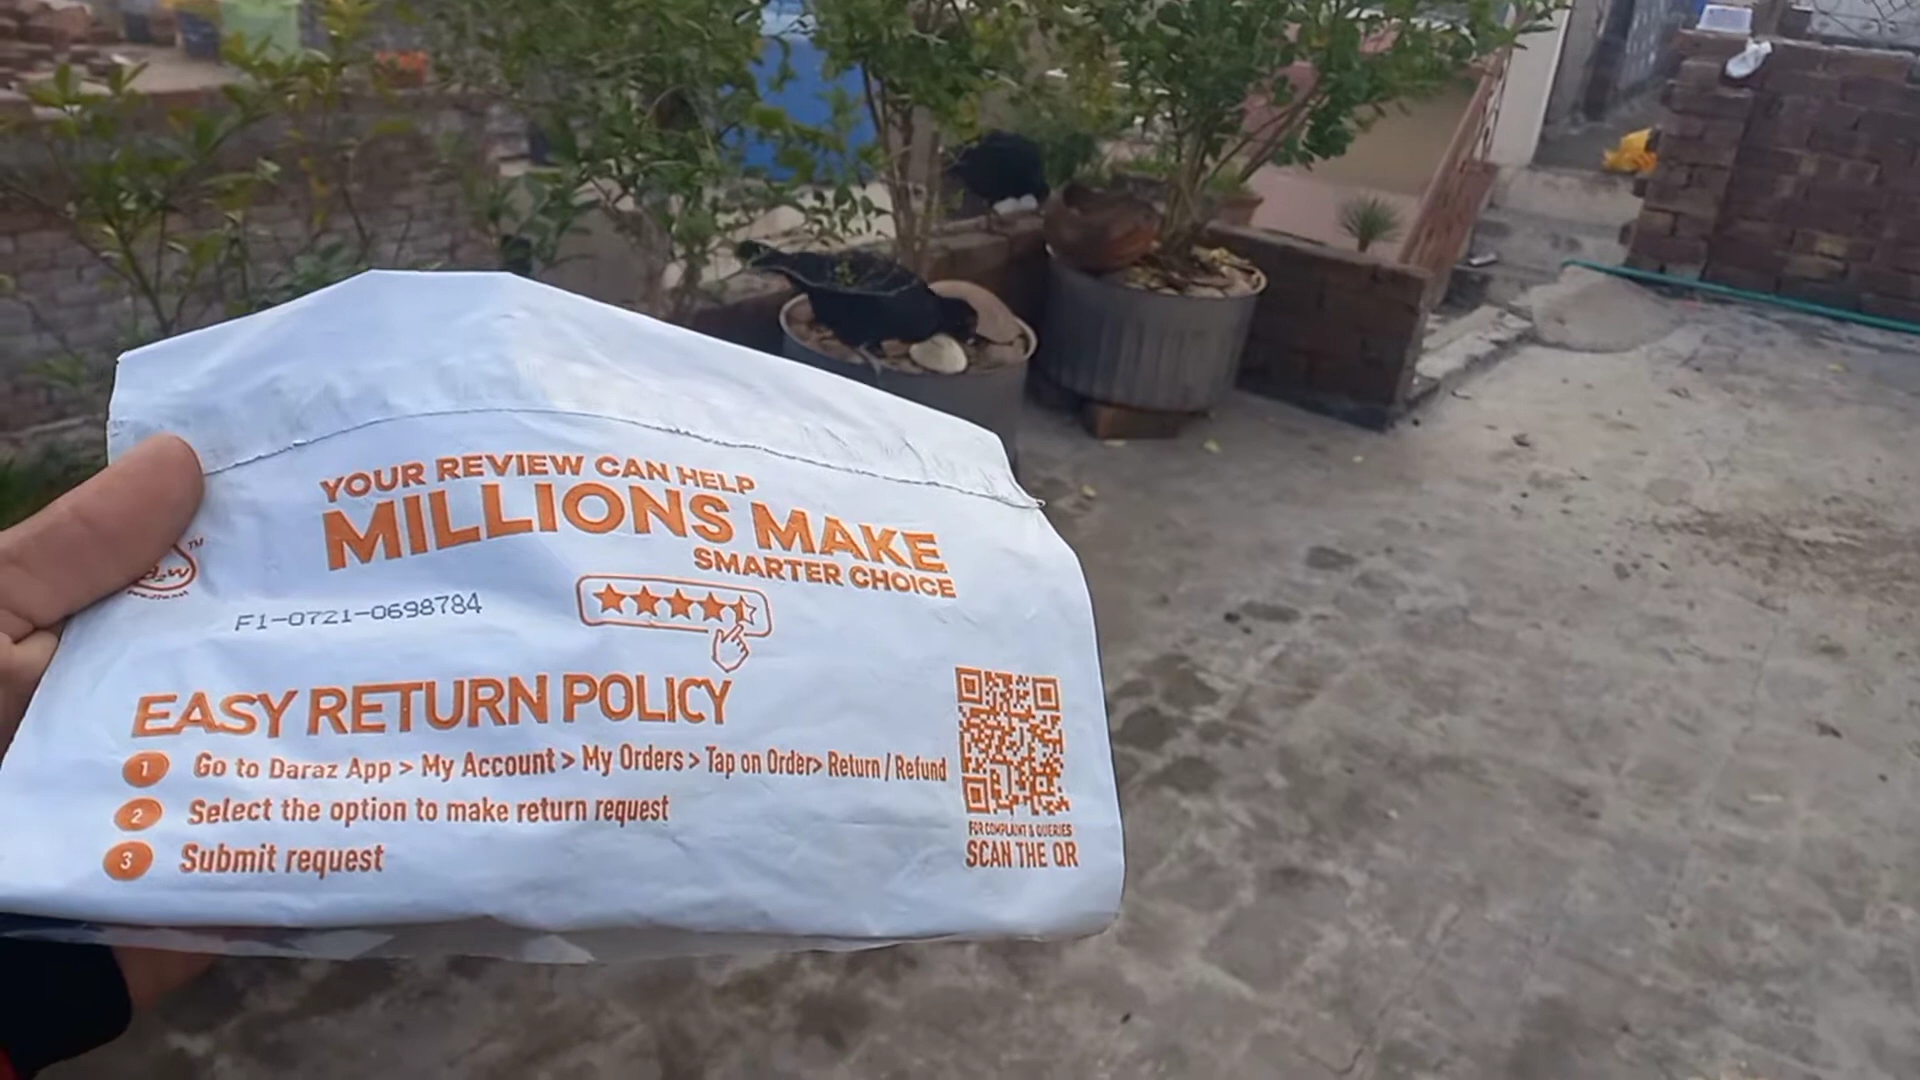 YOUR REVIEW CAN HELP
MILLIONS MAKE
SMARTER CHOICE
TM
F1-0721-0698784
EASY RETURN POLICY
1 Go to Daraz App > My Account > My Orders > Tap on Order> Return / Refund
2 Select the option to make return request
3 Submit request
FOR COMPLAINT & QUERIES
SCAN THE QR